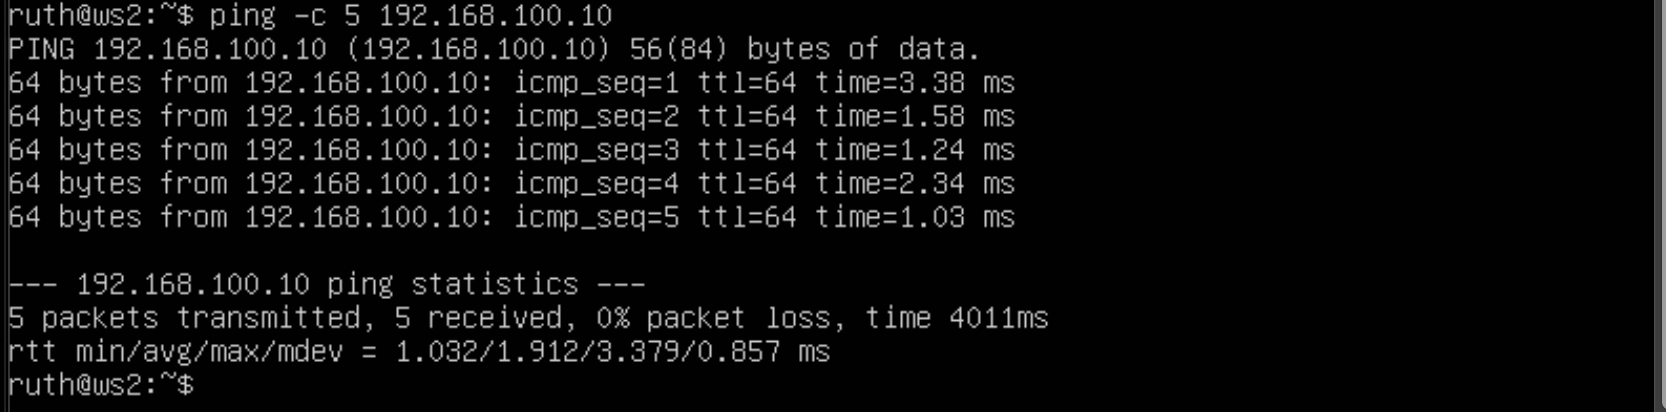 ruth@ws2:~$ ping -c 5 192.168.100.10
PING 192.168.100.10 (192.168.100.10) 56(84) bytes of data.
64 bytes from 192.168.100.10: icmp_seq=1 ttl=64 time=3.38 ms
64 bytes from 192.168.100.10: icmp_seq=2 ttl=64 time=1.58 ms
64 bytes from 192.168.100.10: icmp_seq=3 ttl=64 time=1.24 ms
64 bytes from 192.168.100.10: icmp_seq=4 ttl=64 time=2.34 ms
64 bytes from 192.168.100.10: icmp_seq=5 ttl=64 time=1.03 ms
--- 192.168.100.10 ping statistics ---
5 packets transmitted, 5 received, 0% packet loss, time 4011ms
rtt min/avg/max/mdev = 1.032/1.912/3.379/0.857 ms
ruth@ws2:~$